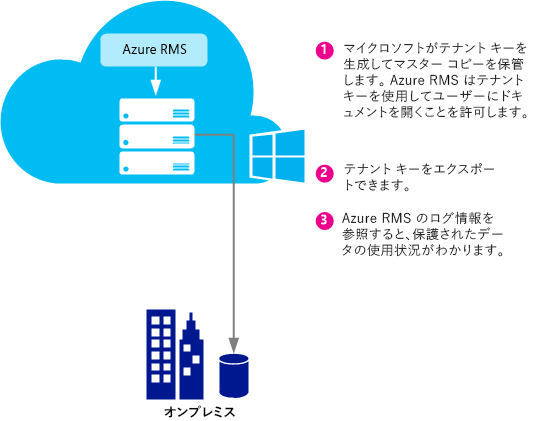 Azure RMS
1 マイクロソフトがテナント キーを
生成してマスター コピーを保管
します。Azure RMS はテナント
キーを使用してユーザーにドキ
ュメントを開くことを許可します。
2 テナント キーをエクスポー
トできます。
3 Azure RMS のログ情報を
参照すると、保護されたデー
タの使用状況がわかります。
オンプレミス